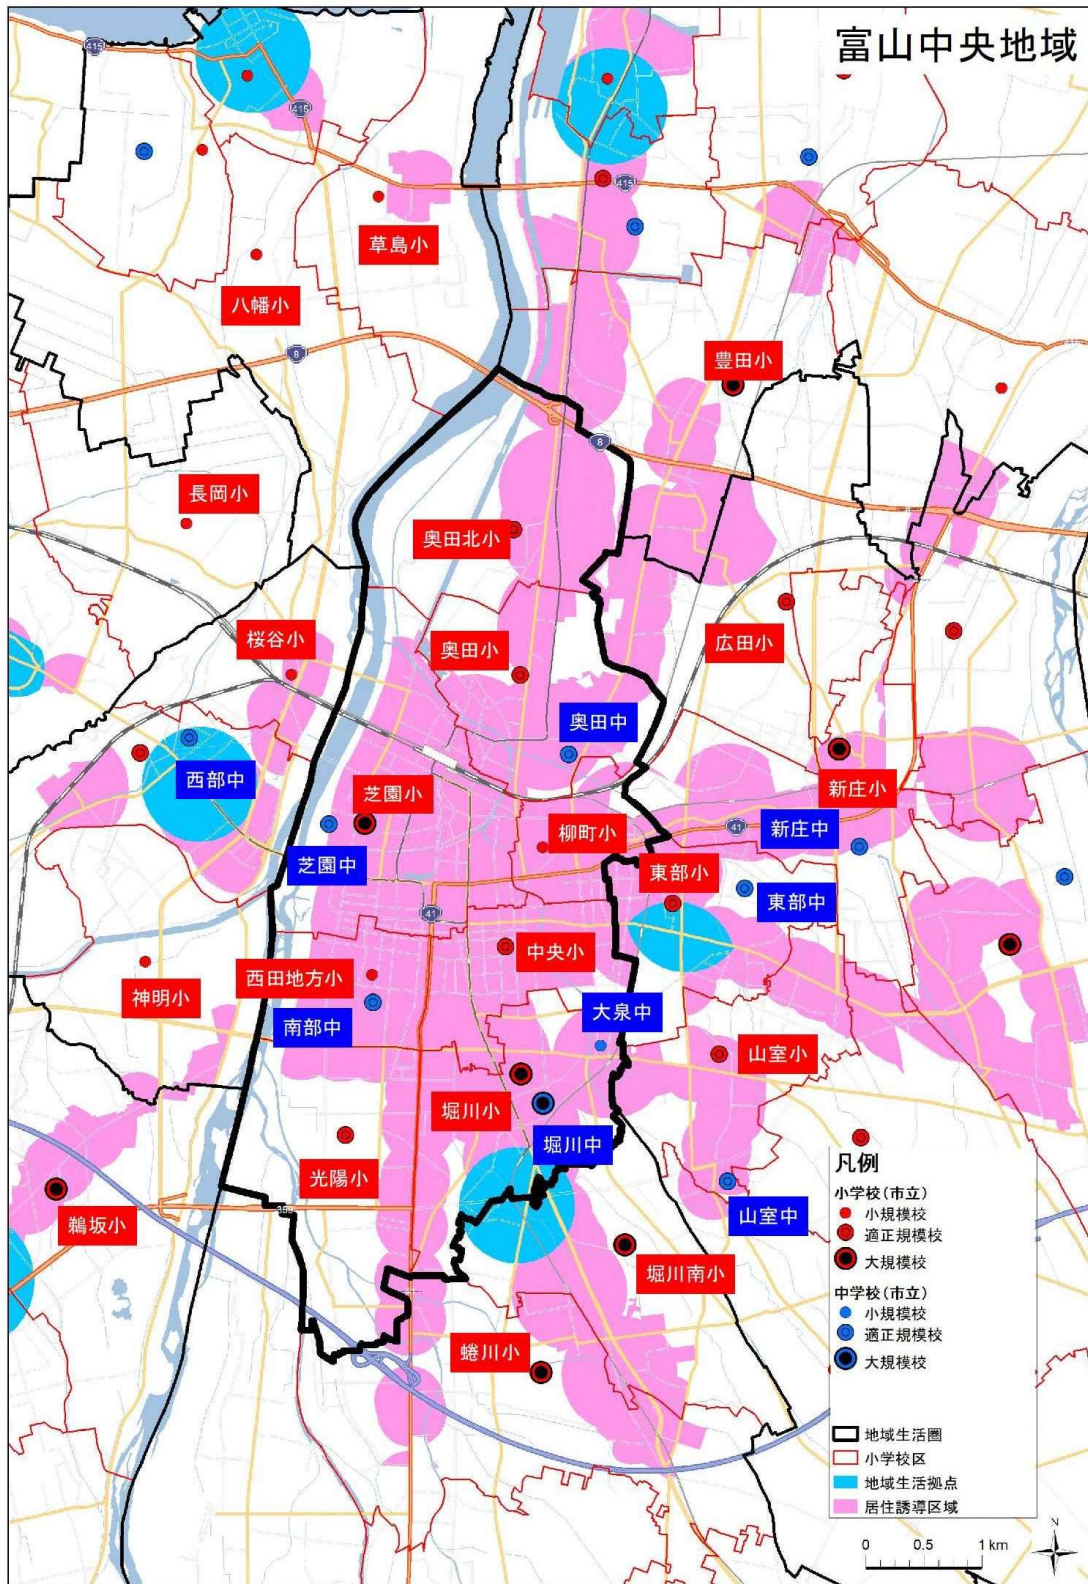 富山中央地域
415
415
415
草島小
八幡小
8
豊田小
8
長岡小
奥田北小
桜谷小
奥田小
広田小
奥田中
西部中
芝園小
新庄小
柳町小
41
新庄中
芝園中
東部小
東部中
41
中央小
西田地方小
神明小
大泉中
南部中
山室小
堀川小
堀川中
光陽小
鵜坂小
359
山室中
堀川南小
蜷川小
凡例
小学校(市立)
小規模校
適正規模校
大規模校
中学校(市立)
小規模校
適正規模校
大規模校
地域生活圏
小学校区
地域生活拠点
居住誘導区域
N
0 0.5 1 km